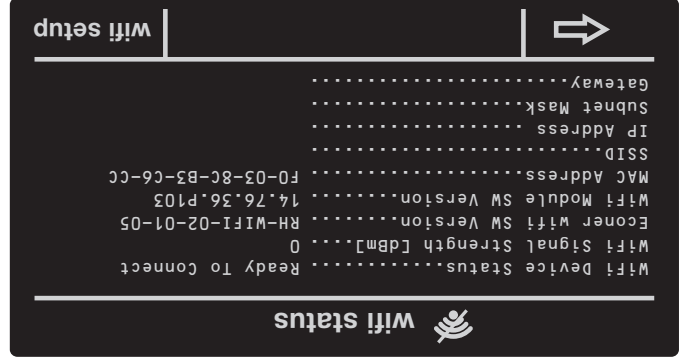 wifi status
WiFi Device Status.............. Ready To Connect
WiFi Signal Strength [dBm].... 0
Econer wifi SW Version......... RH-WIFI-02-01-05
WiFi Module SW Version.........14.76.36.P103
MAC Address.................... F0-03-8C-B3-C6-CC
SSID............................
IP Address .....................
Subnet Mask.....................
Gateway.........................
wifi setup